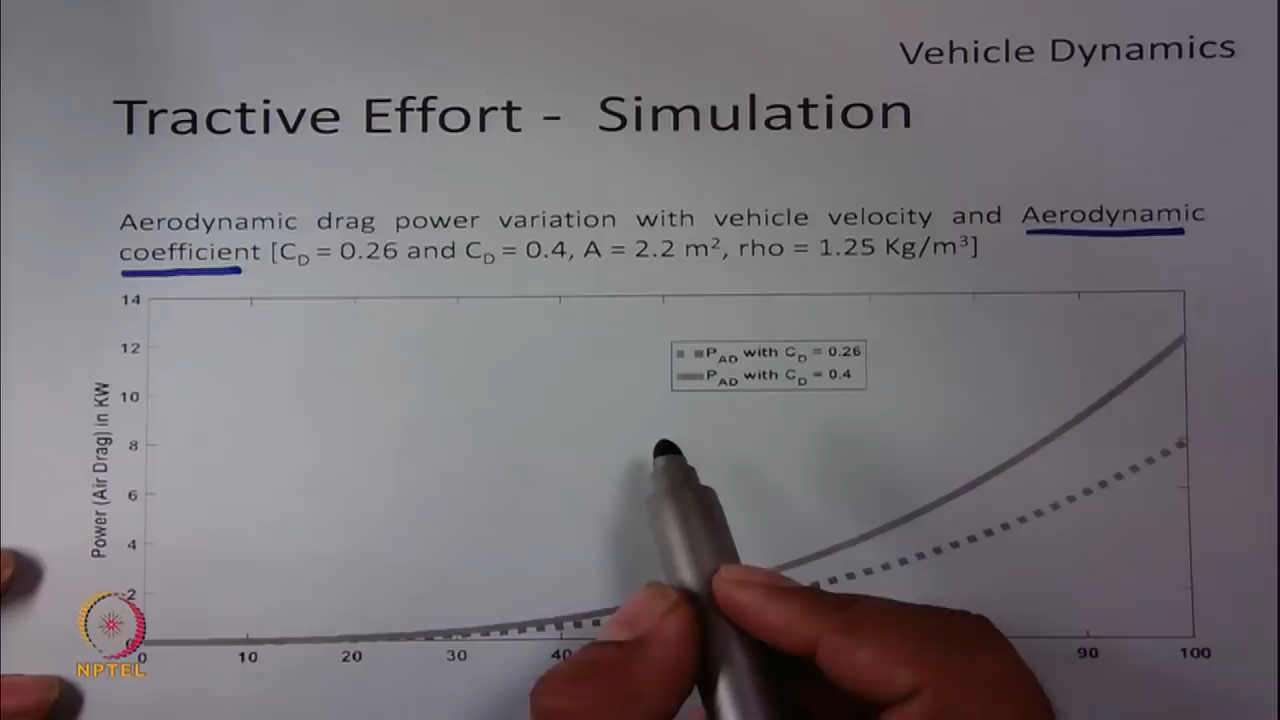 Vehicle Dynamics
Tractive Effort - Simulation
Aerodynamic drag power variation with vehicle velocity and Aerodynamic
coefficient [CD = 0.26 and CD = 0.4, A = 2.2 m², rho = 1.25 Kg/m³]
14
12
10
8
6
4
2
0
Power (Air Drag) in KW
PAD with CD = 0.26
PAD with CD = 0.4
0 10 20 30 40 90 100
NPTEL